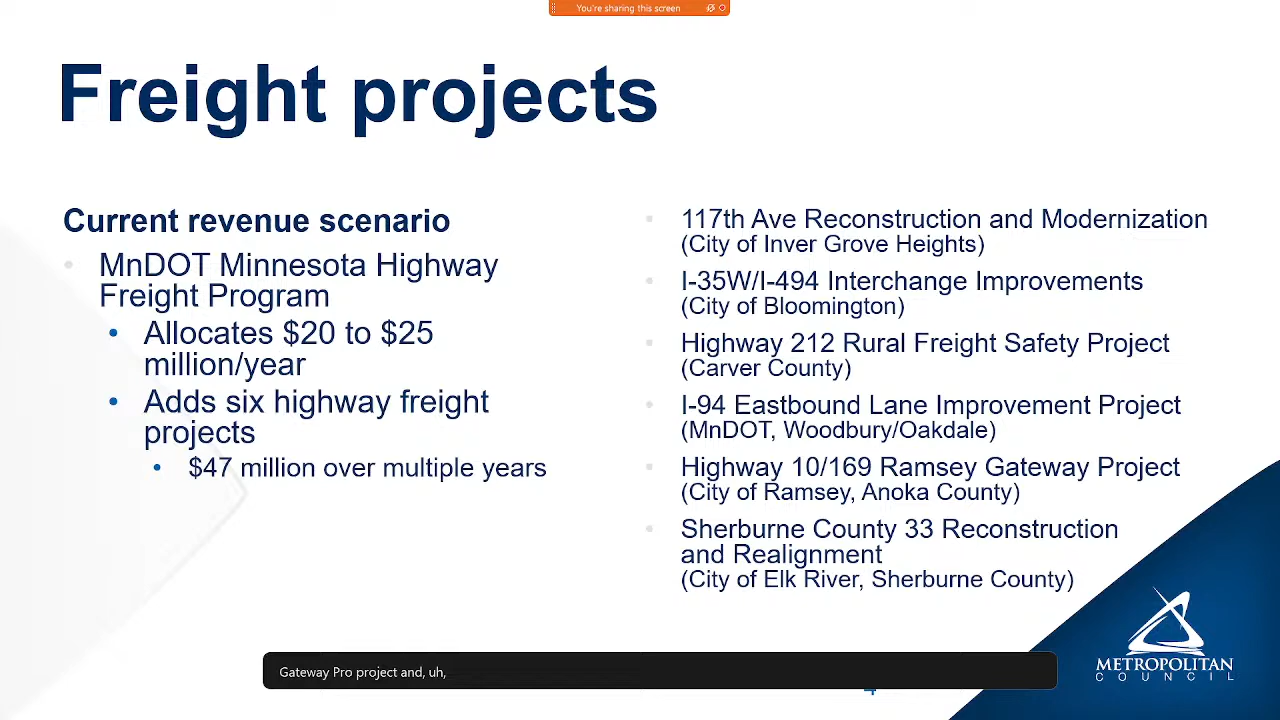 You're sharing this screen
Freight projects
Current revenue scenario
MnDOT Minnesota Highway
Freight Program
Allocates $20 to $25
million/year
Adds six highway freight
projects
$47 million over multiple years
117th Ave Reconstruction and Modernization
(City of Inver Grove Heights)
I-35W/I-494 Interchange Improvements
(City of Bloomington)
Highway 212 Rural Freight Safety Project
(Carver County)
I-94 Eastbound Lane Improvement Project
(MnDOT, Woodbury/Oakdale)
Highway 10/169 Ramsey Gateway Project
(City of Ramsey, Anoka County)
Sherburne County 33 Reconstruction
and Realignment
(City of Elk River, Sherburne County)
Gateway Pro project and, uh,
METROPOLITAN
COUNCIL